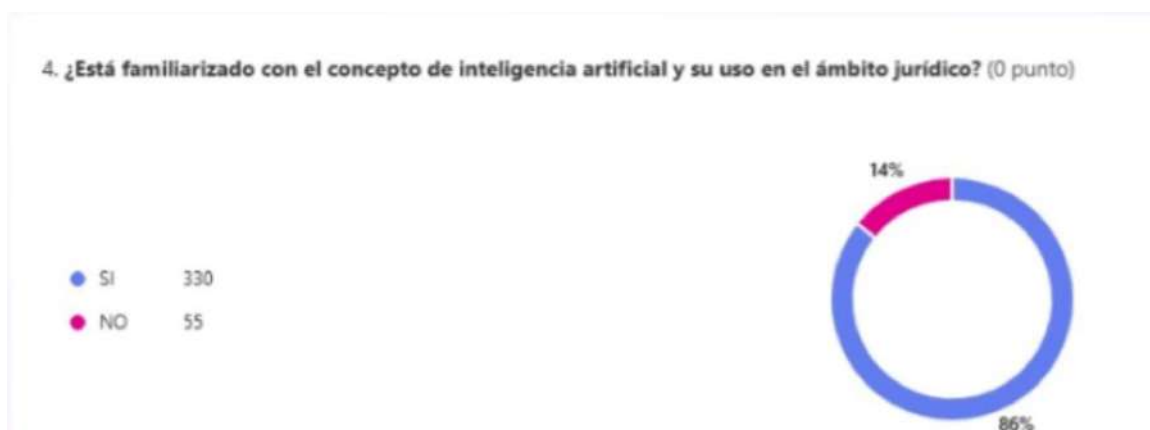 4. ¿Está familiarizado con el concepto de inteligencia artificial y su uso en el ámbito jurídico? (0 punto)
14%
SI 330
NO 55
86%